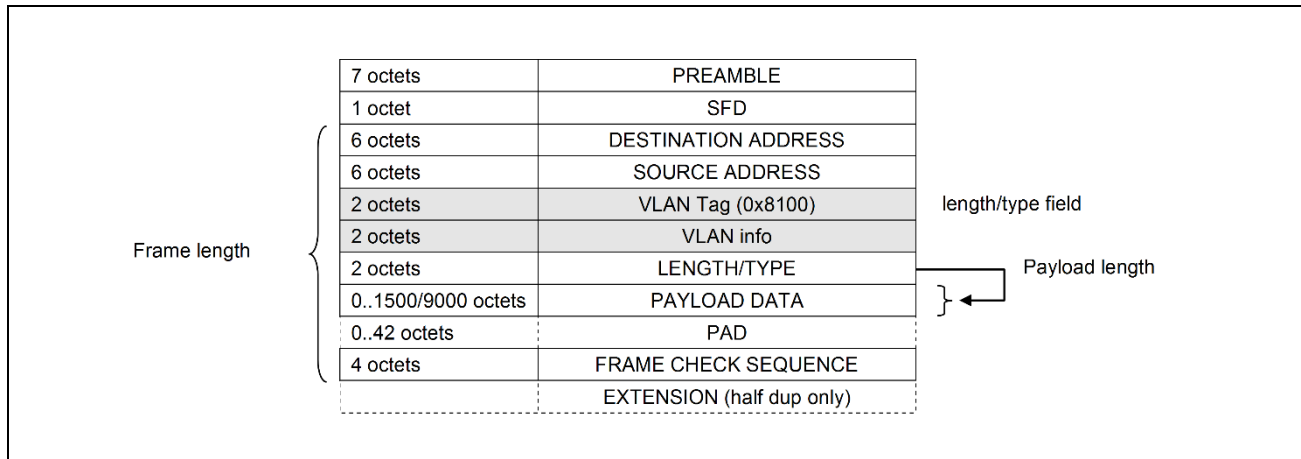 7 octets PREAMBLE
1 octet SFD
6 octets DESTINATION ADDRESS
6 octets SOURCE ADDRESS
2 octets VLAN Tag (0x8100) length/type field
2 octets VLAN info
Frame length
2 octets LENGTH/TYPE Payload length
0..1500/9000 octets PAYLOAD DATA
0..42 octets PAD
4 octets FRAME CHECK SEQUENCE
EXTENSION (half dup only)